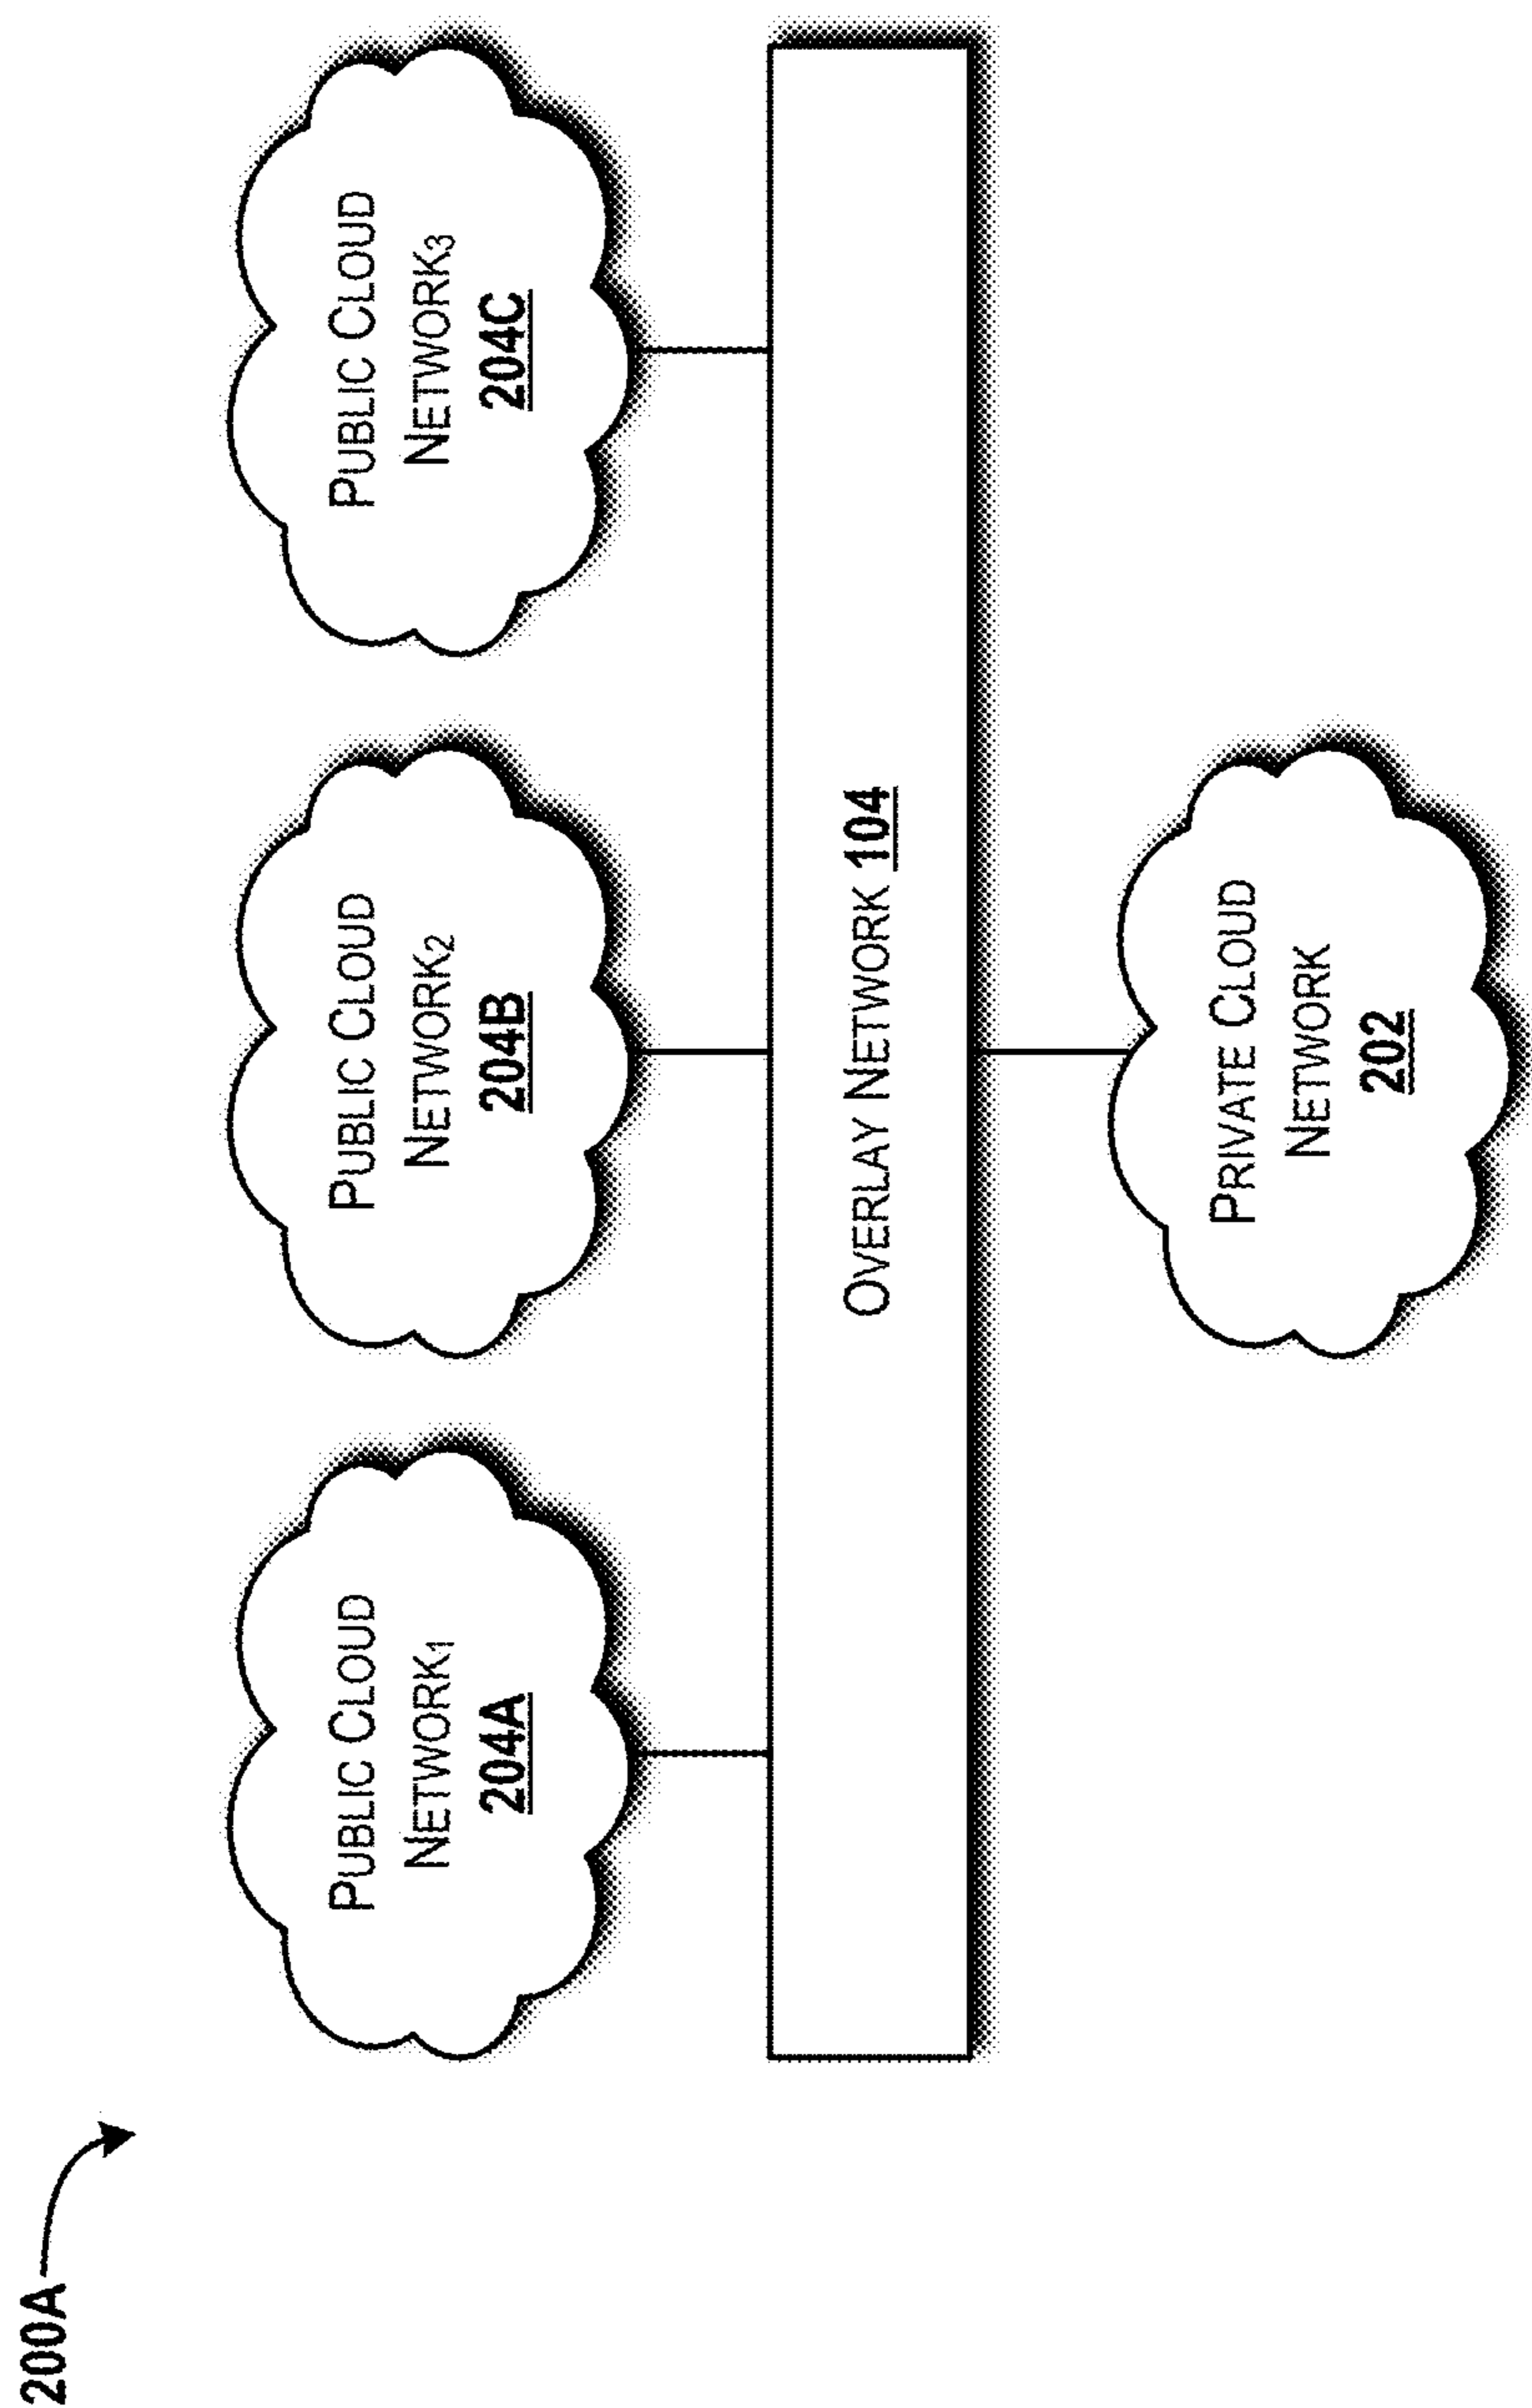 200A
PUBLIC CLOUD
NETWORK₁
204A
PUBLIC CLOUD
NETWORK₂
204B
PUBLIC CLOUD
NETWORK₃
204C
OVERLAY NETWORK 104
PRIVATE CLOUD
NETWORK
202